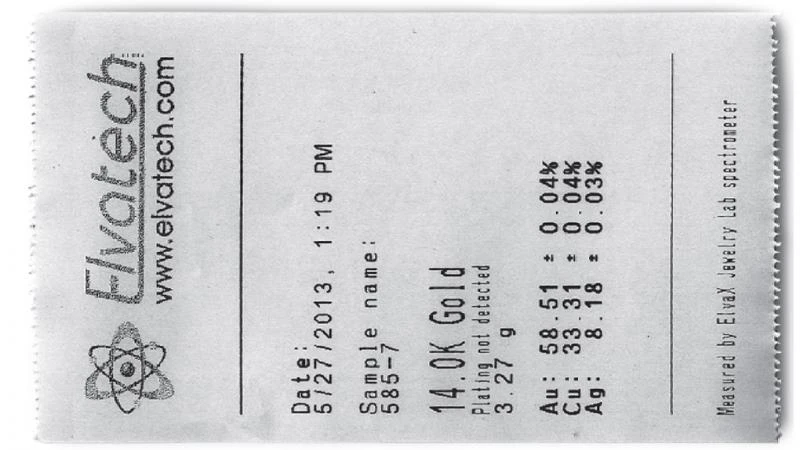 Elvatech
www.elvatech.com
Date:
5/27/2013, 1:19 PM
Sample name:
585-7
14.0K Gold
Plating not detected
3.27 g
Au: 58.51 ± 0.04%
Cu: 33.31 ± 0.04%
Ag: 8.18 ± 0.03%
Measured by ElvaX Jewelry Lab spectrometer